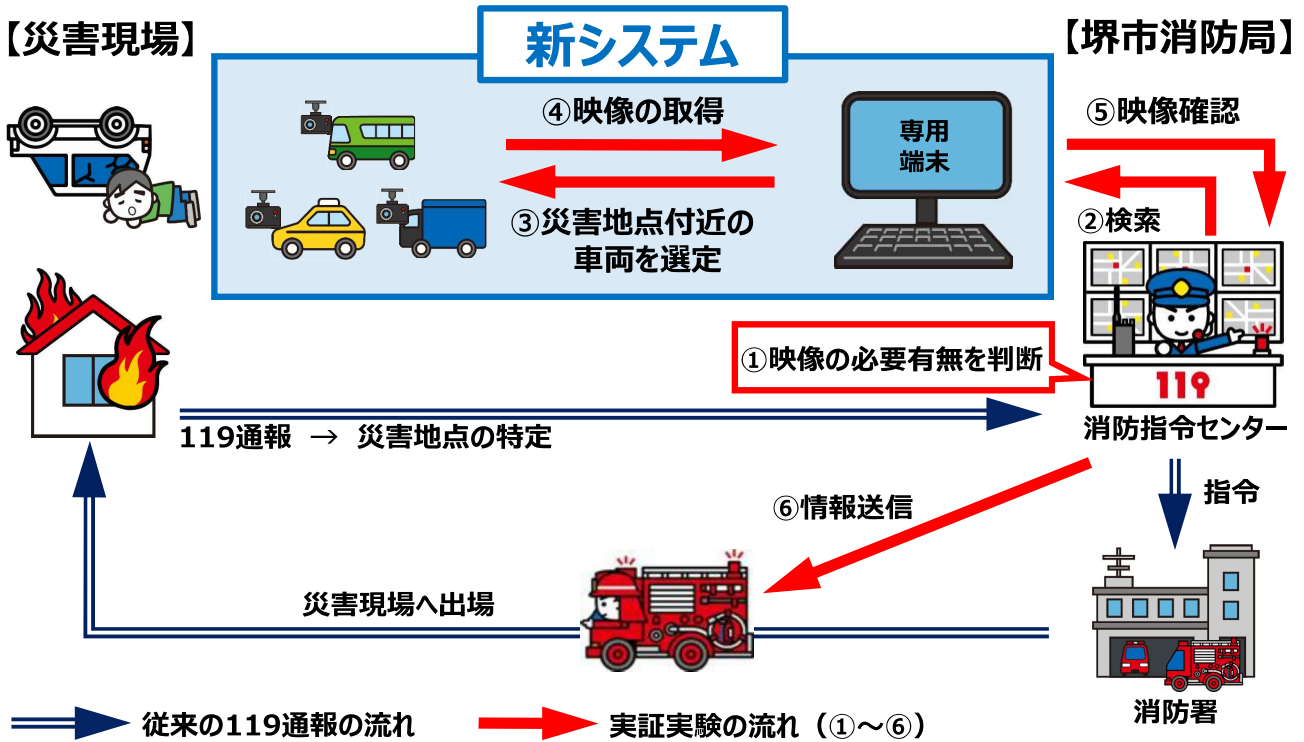 【災害現場】
新システム
【堺市消防局】
④映像の取得
専用
端末
⑤映像確認
③災害地点付近の
車両を選定
②検索
①映像の必要有無を判断
119
消防指令センター
119通報 → 災害地点の特定
指令
⑥情報送信
災害現場へ出場
消防署
従来の119通報の流れ
実証実験の流れ（①～⑥）